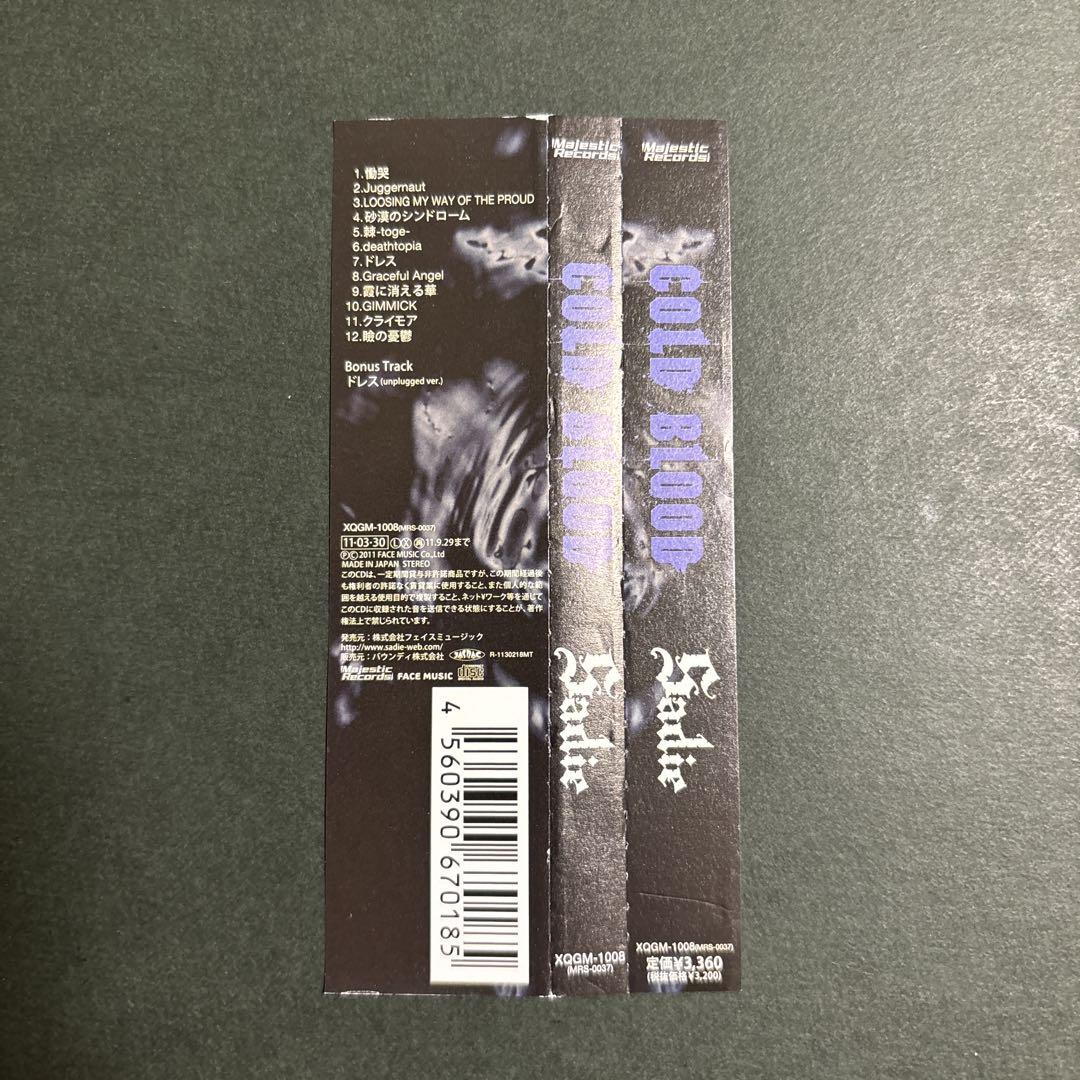 1.慟哭
2.Juggernaut
3.LOOSING MY WAY OF THE PROUD
4.砂漠のシンドローム
5.棘-toge-
6.deathtopia
7.ドレス
8.Graceful Angel
9.霞に消える華
10.GIMMICK
11.クライモア
12.瞼の憂鬱
Bonus Track
ドレス(unplugged ver.)
XQGM-1008(MRS-0037)
11·03·30 Ⓛ Ⓧ 11.9.29まで
ⓅⒸ2011 FACE MUSIC Co.,Ltd
MADE IN JAPAN STEREO
このCDは、一定期間貸与非許諾商品ですが、この期間経過後
も権利者の許諾なく賃貸業に使用すること、また個人的な範
囲を越える使用目的で複製すること、ネット¥ワーク等を通じて
このCDに収録された音を送信できる状態にすることが、著作
権法上で禁じられています。
発売元：株式会社フェイスミュージック
http://www.sadie-web.com/
販売元：バウンディ株式会社 R-1130218MT
Majestic Records FACE MUSIC disc
4 560390 670185
Majestic Records
COLD BLOOD
Sadie
XQGM-1008
(MRS-0037)
Majestic Records
COLD BLOOD
Sadie
XQGM-1008(MRS-0037)
定価¥3,360
(税抜価格¥3,200)